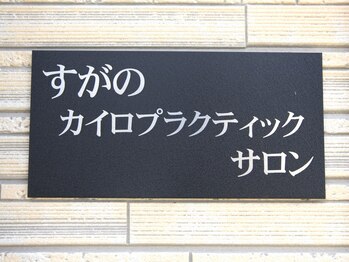 すがの
カイロプラクティック
サロン